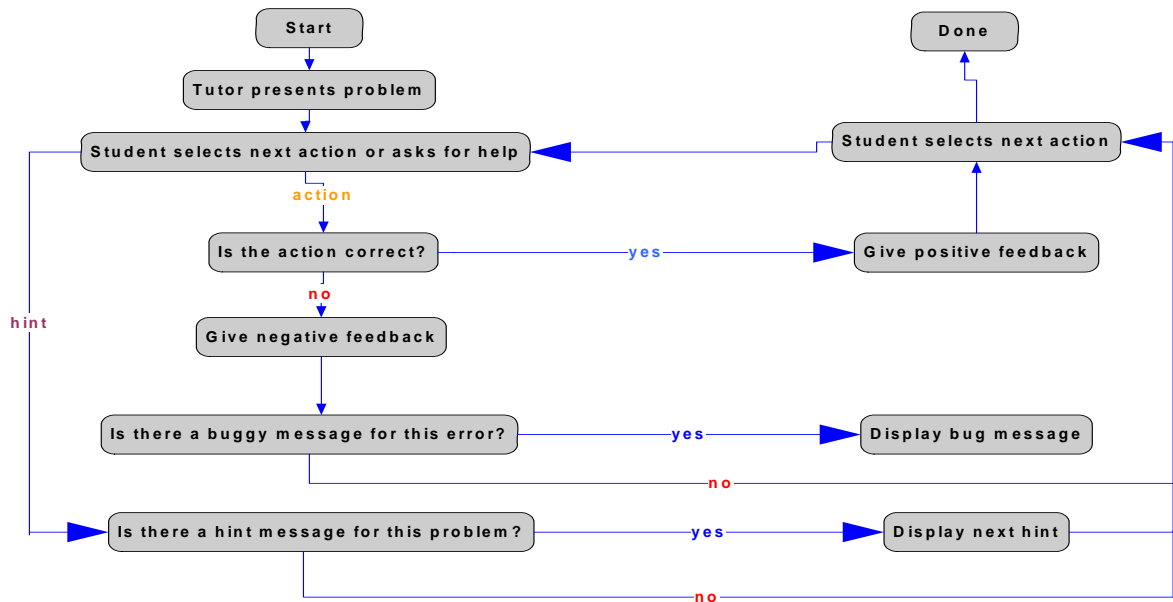 Start
Done
Tutor presents problem
Student selects next action or asks for help
Student selects next action
action
Is the action correct?
yes
Give positive feedback
no
hint
Give negative feedback
Is there a buggy message for this error?
yes
Display bug message
no
Is there a hint message for this problem?
yes
Display next hint
no